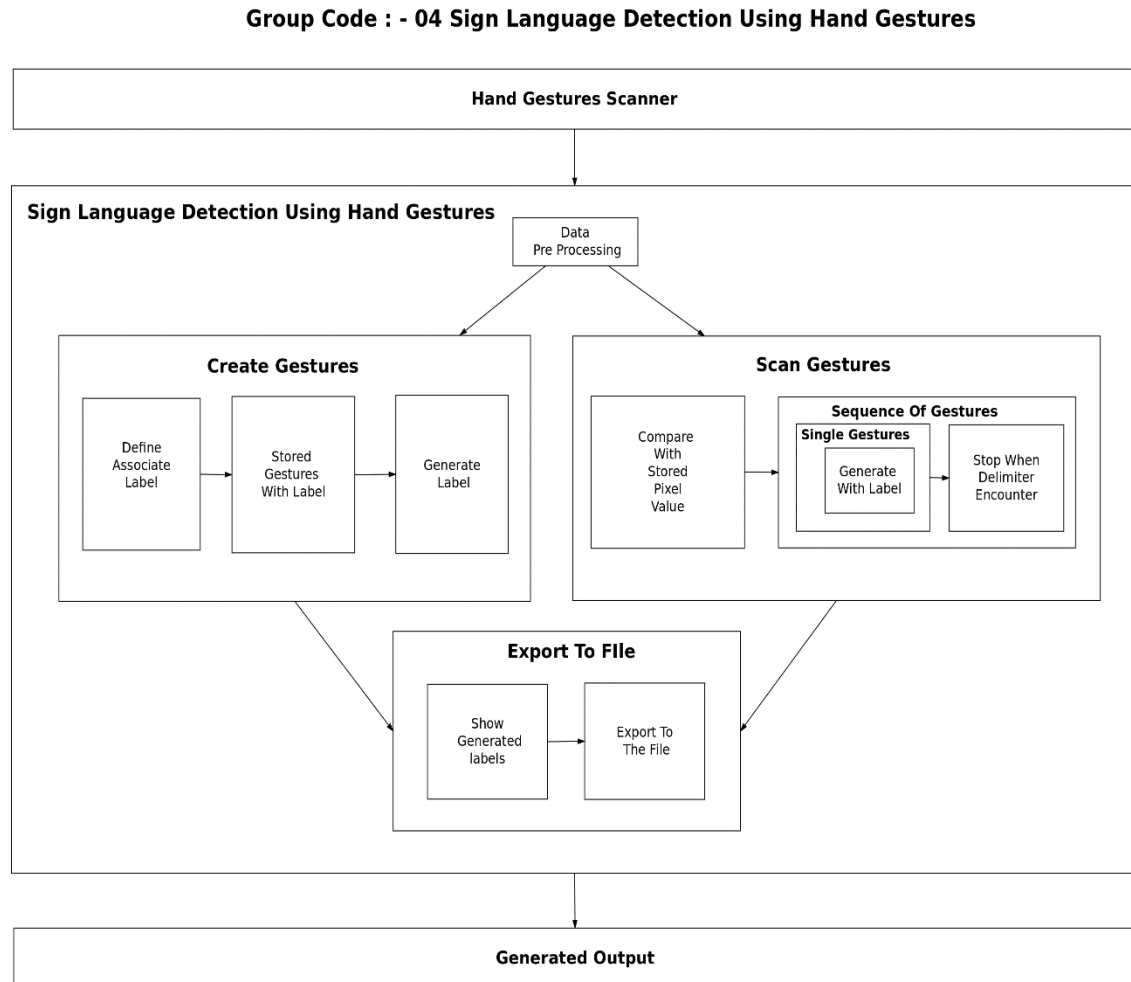 Group Code : - 04 Sign Language Detection Using Hand Gestures
Hand Gestures Scanner
Sign Language Detection Using Hand Gestures
Data
Pre Processing
Create Gestures
Define
Associate
Label
Stored
Gestures
With Label
Generate
Label
Scan Gestures
Compare
With
Stored
Pixel
Value
Sequence Of Gestures
Single Gestures
Generate
With Label
Stop When
Delimiter
Encounter
Export To FIle
Show
Generated
labels
Export To
The File
Generated Output